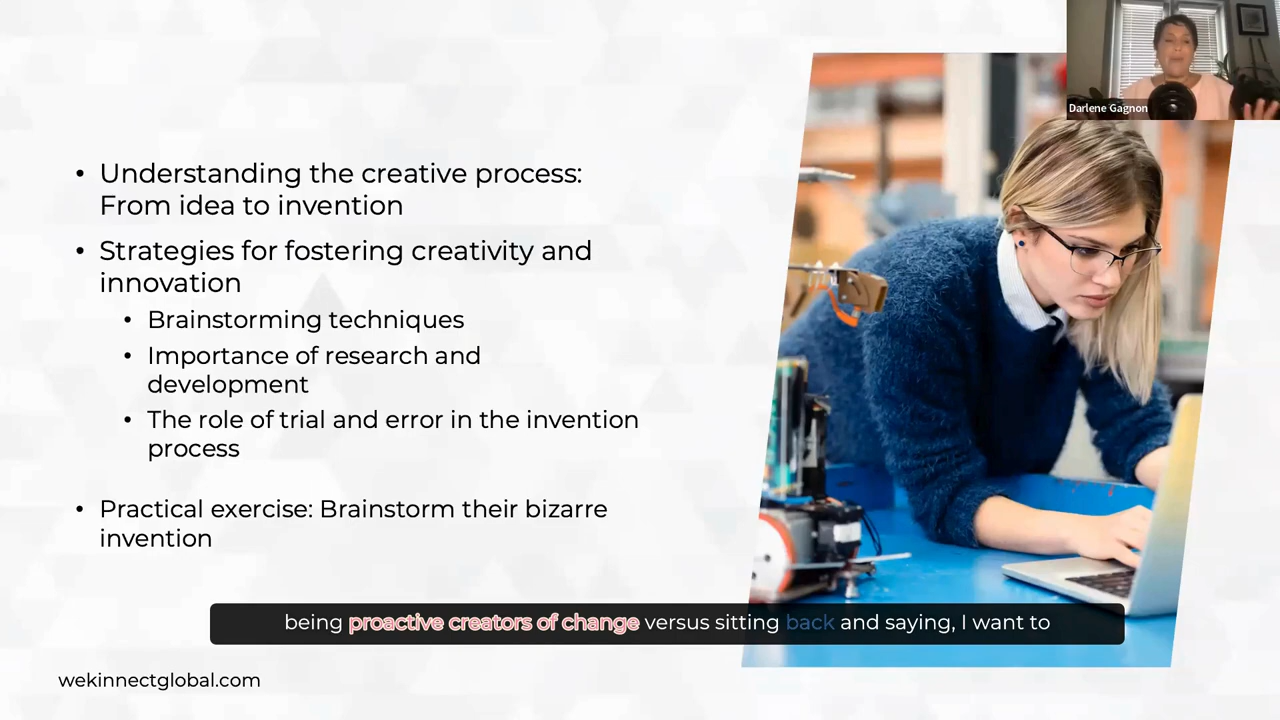 Darlene Gagnon
• Understanding the creative process:
From idea to invention
• Strategies for fostering creativity and
innovation
• Brainstorming techniques
• Importance of research and
development
• The role of trial and error in the invention
process
• Practical exercise: Brainstorm their bizarre
invention
being proactive creators of change versus sitting back and saying, I want to
wekinnectglobal.com